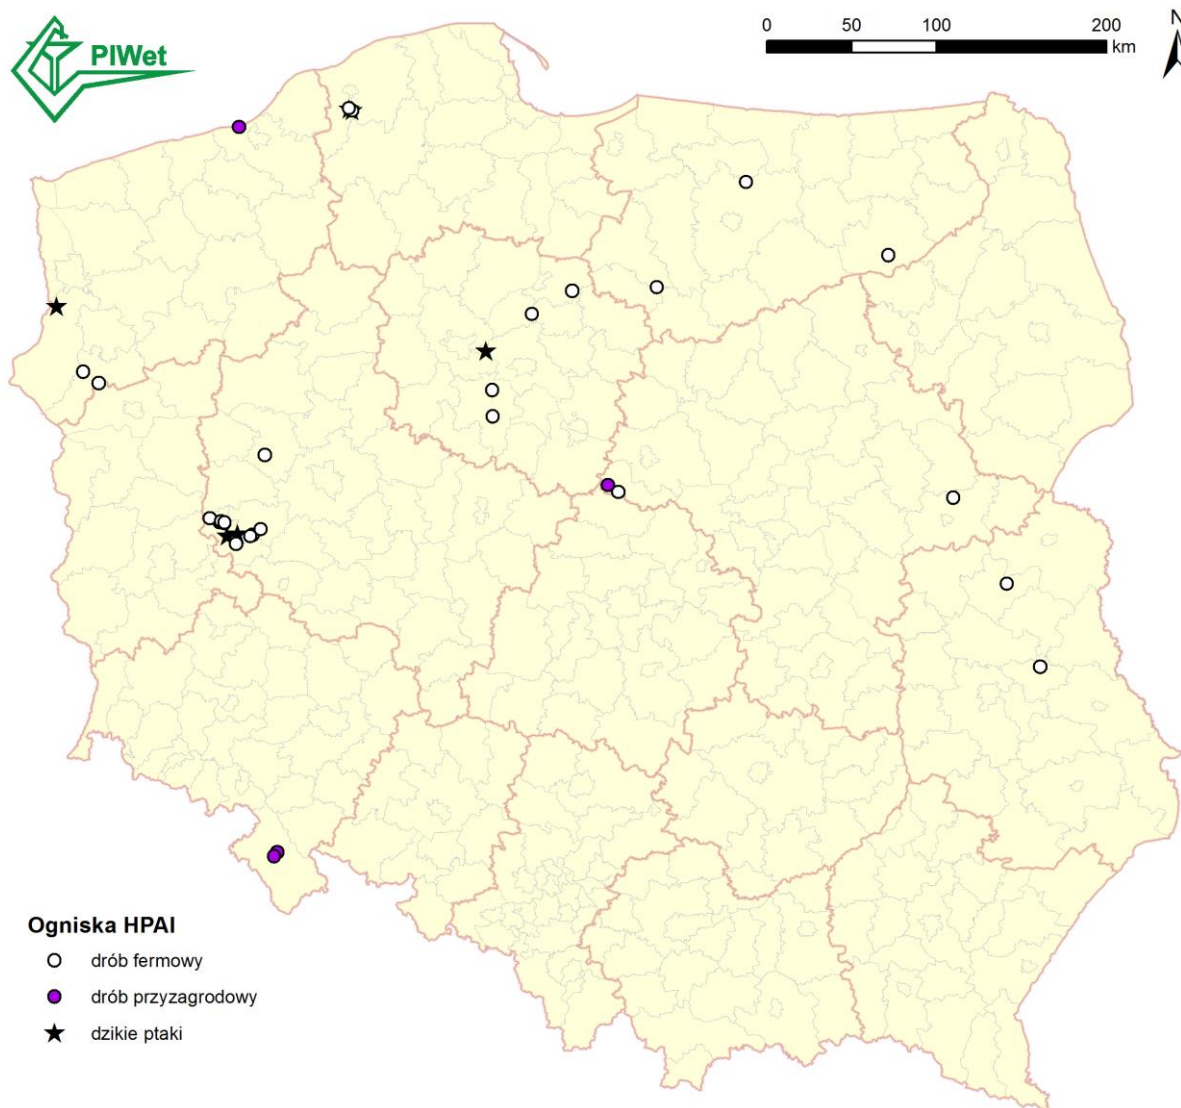 PIWet
0 50 100 200
km
N
Ogniska HPAI
drób fermowy
drób przyzagrodowy
dzikie ptaki